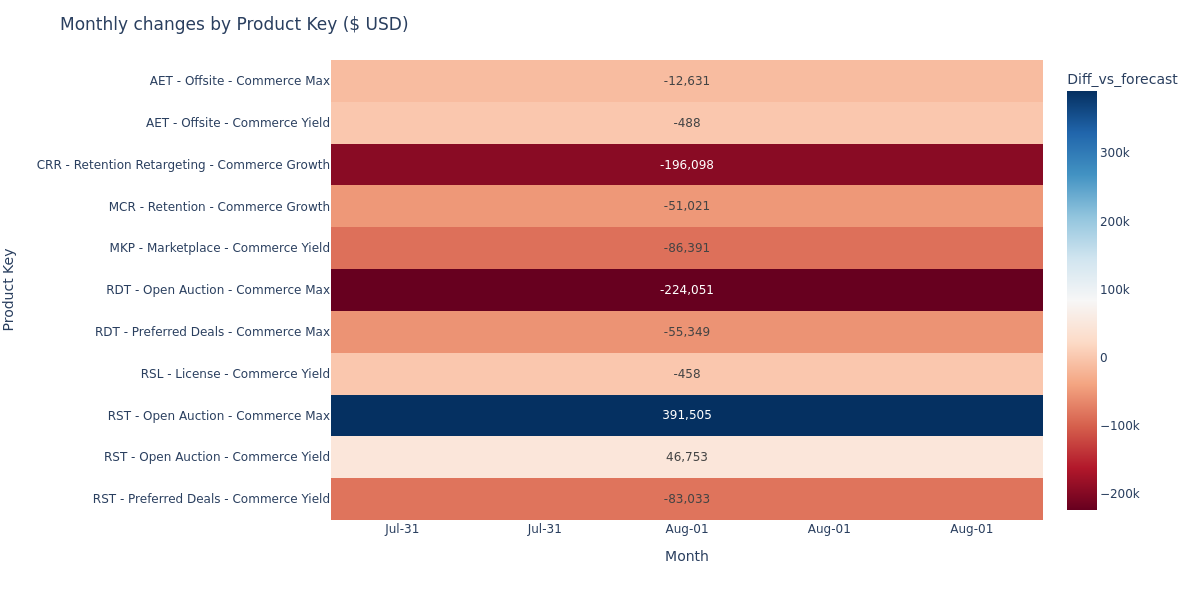 Monthly changes by Product Key ($ USD)
Product Key
AET - Offsite - Commerce Max -12,631
AET - Offsite - Commerce Yield -488
CRR - Retention Retargeting - Commerce Growth -196,098
MCR - Retention - Commerce Growth -51,021
MKP - Marketplace - Commerce Yield -86,391
RDT - Open Auction - Commerce Max -224,051
RDT - Preferred Deals - Commerce Max -55,349
RSL - License - Commerce Yield -458
RST - Open Auction - Commerce Max 391,505
RST - Open Auction - Commerce Yield 46,753
RST - Preferred Deals - Commerce Yield -83,033
Jul-31 Jul-31 Aug-01 Aug-01 Aug-01
Month
Diff_vs_forecast
300k
200k
100k
0
−100k
−200k